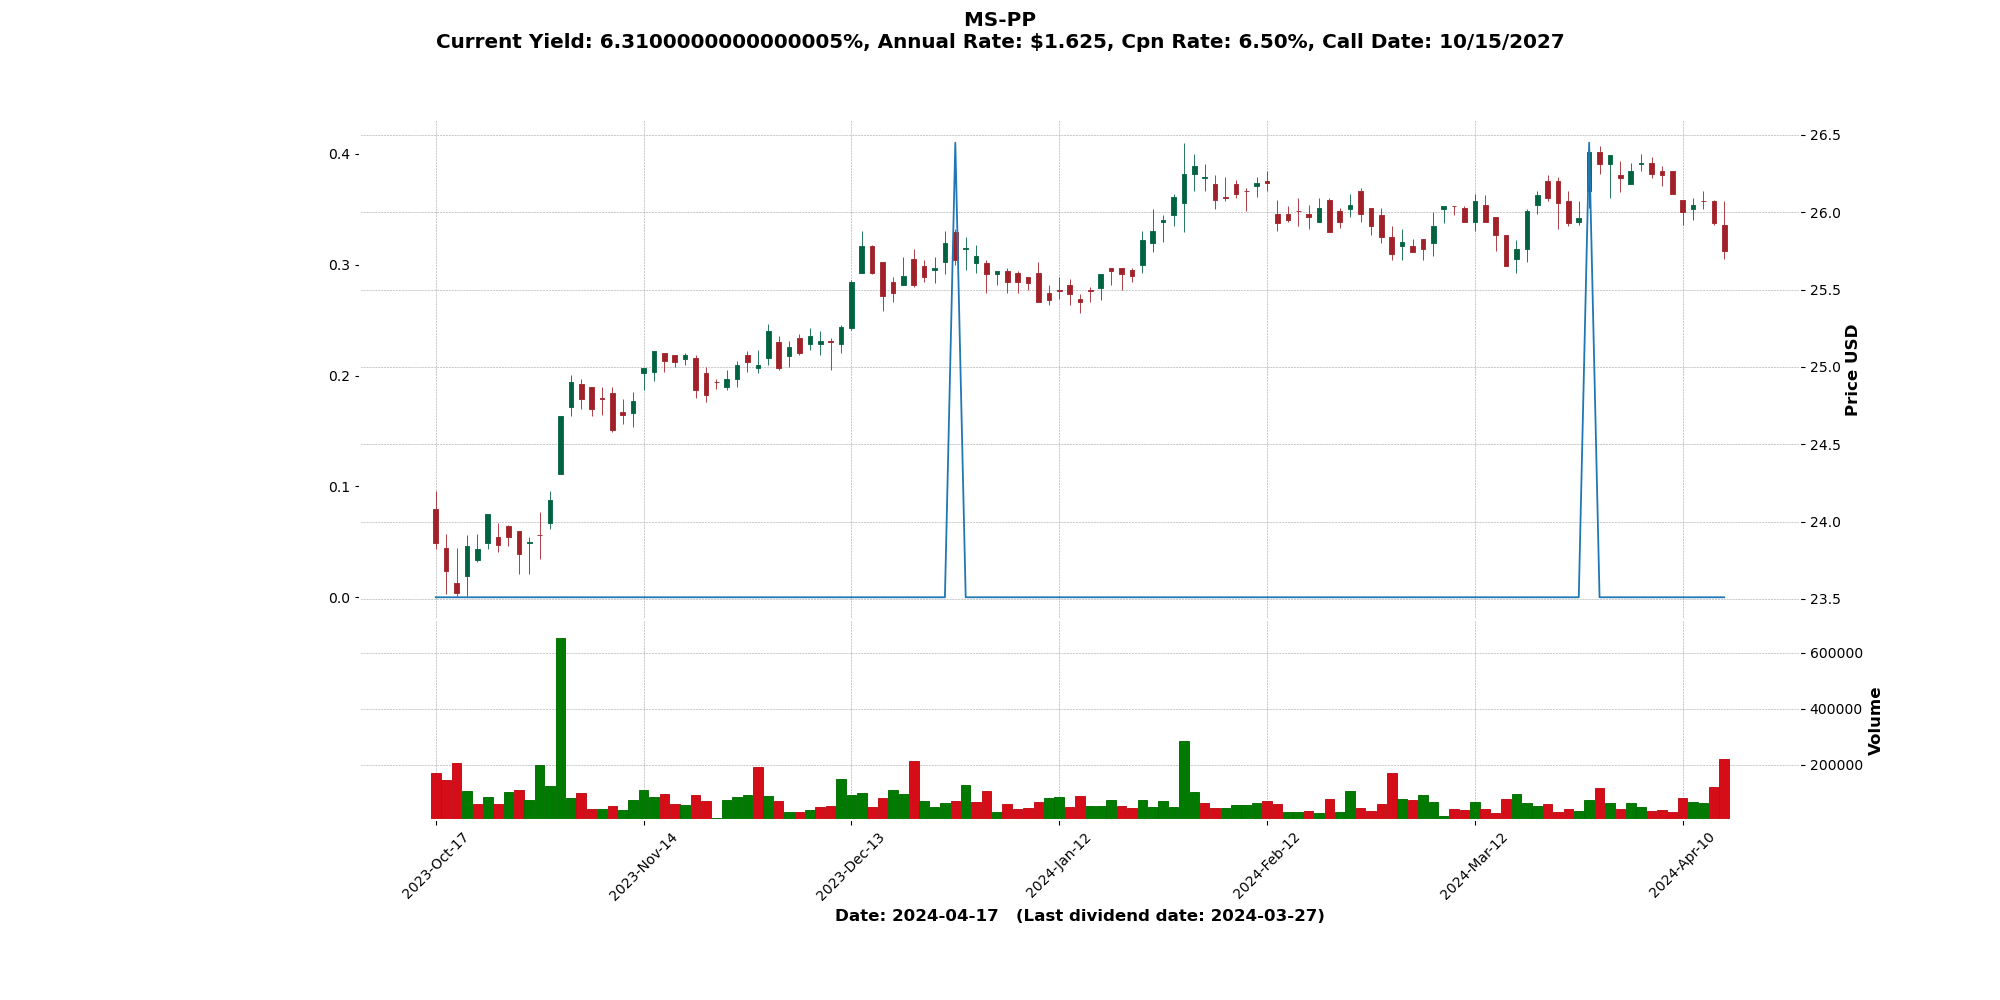 MS-PP
Current Yield: 6.3100000000000005%, Annual Rate: $1.625, Cpn Rate: 6.50%, Call Date: 10/15/2027
0.4
0.3
0.2
0.1
0.0
26.5
26.0
25.5
25.0
24.5
24.0
23.5
Price USD
600000
400000
200000
Volume
2023-Oct-17
2023-Nov-14
2023-Dec-13
2024-Jan-12
2024-Feb-12
2024-Mar-12
2024-Apr-10
Date: 2024-04-17 (Last dividend date: 2024-03-27)